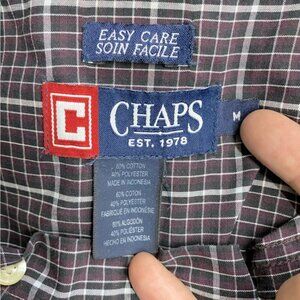 EASY CARE
SOIN FACILE
C
CHAPS
EST. 1978
M
60% COTTON
40% POLYESTER
MADE IN INDONESIA
60% COTON
40% POLYESTER
FABRIQUÉ EN INDONÉSIE
60% ALGODÓN
40% POLIÉSTER
HECHO EN INDONESIA